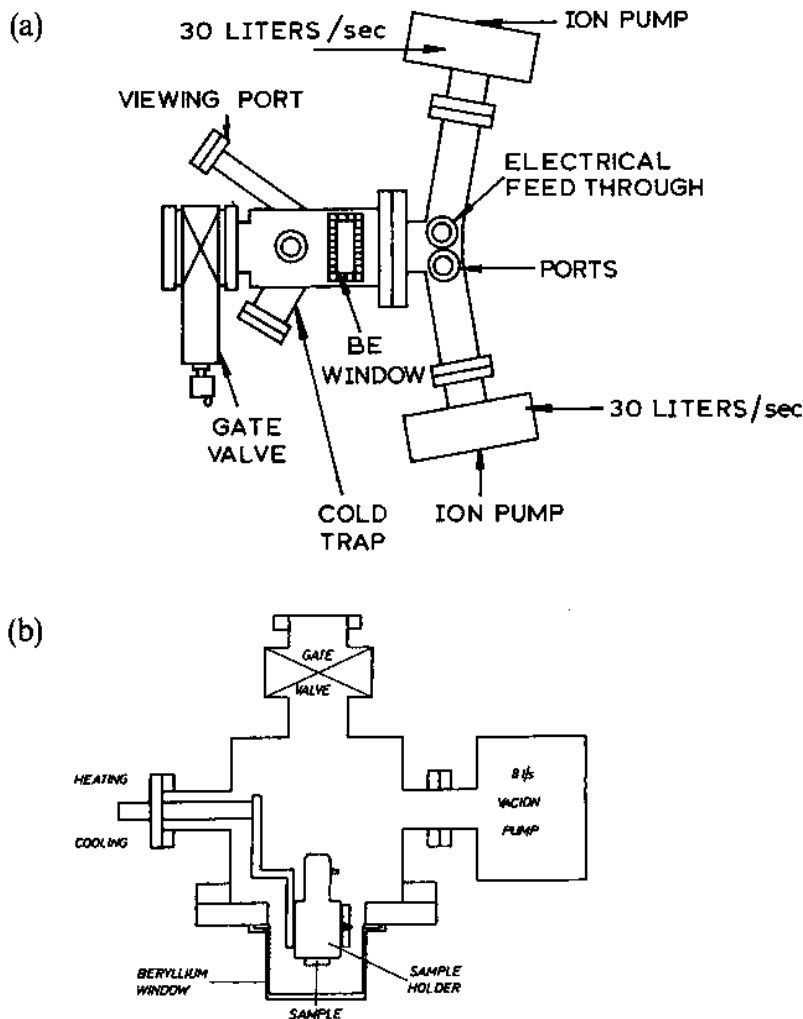 (a)
30 LITERS/sec
ION PUMP
VIEWING PORT
ELECTRICAL
FEED THROUGH
PORTS
BE
WINDOW
GATE
VALVE
30 LITERS/sec
COLD
TRAP
ION PUMP
(b)
GATE
VALVE
HEATING
COOLING
8 l/s
VACION
PUMP
BERYLLIUM
WINDOW
SAMPLE
HOLDER
SAMPLE